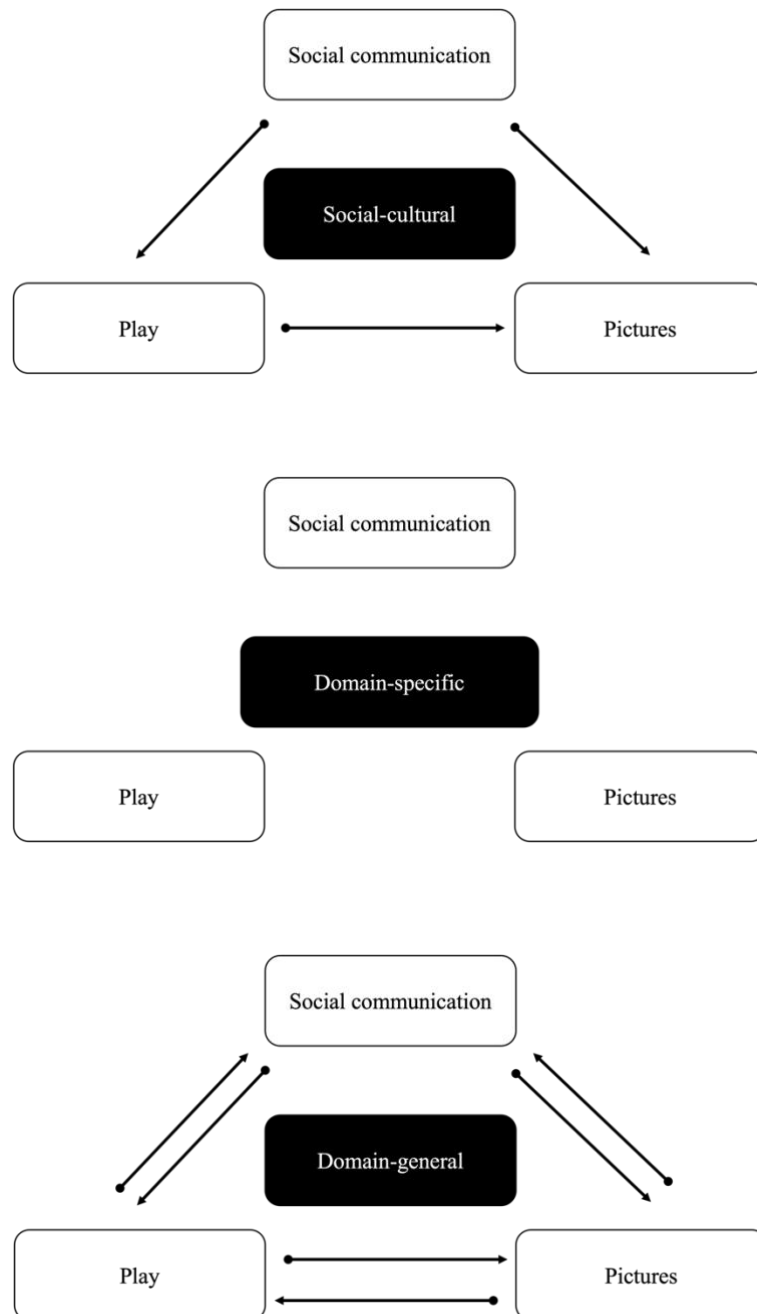 Social communication
Social-cultural
Play
Pictures
Social communication
Domain-specific
Play
Pictures
Social communication
Domain-general
Play
Pictures